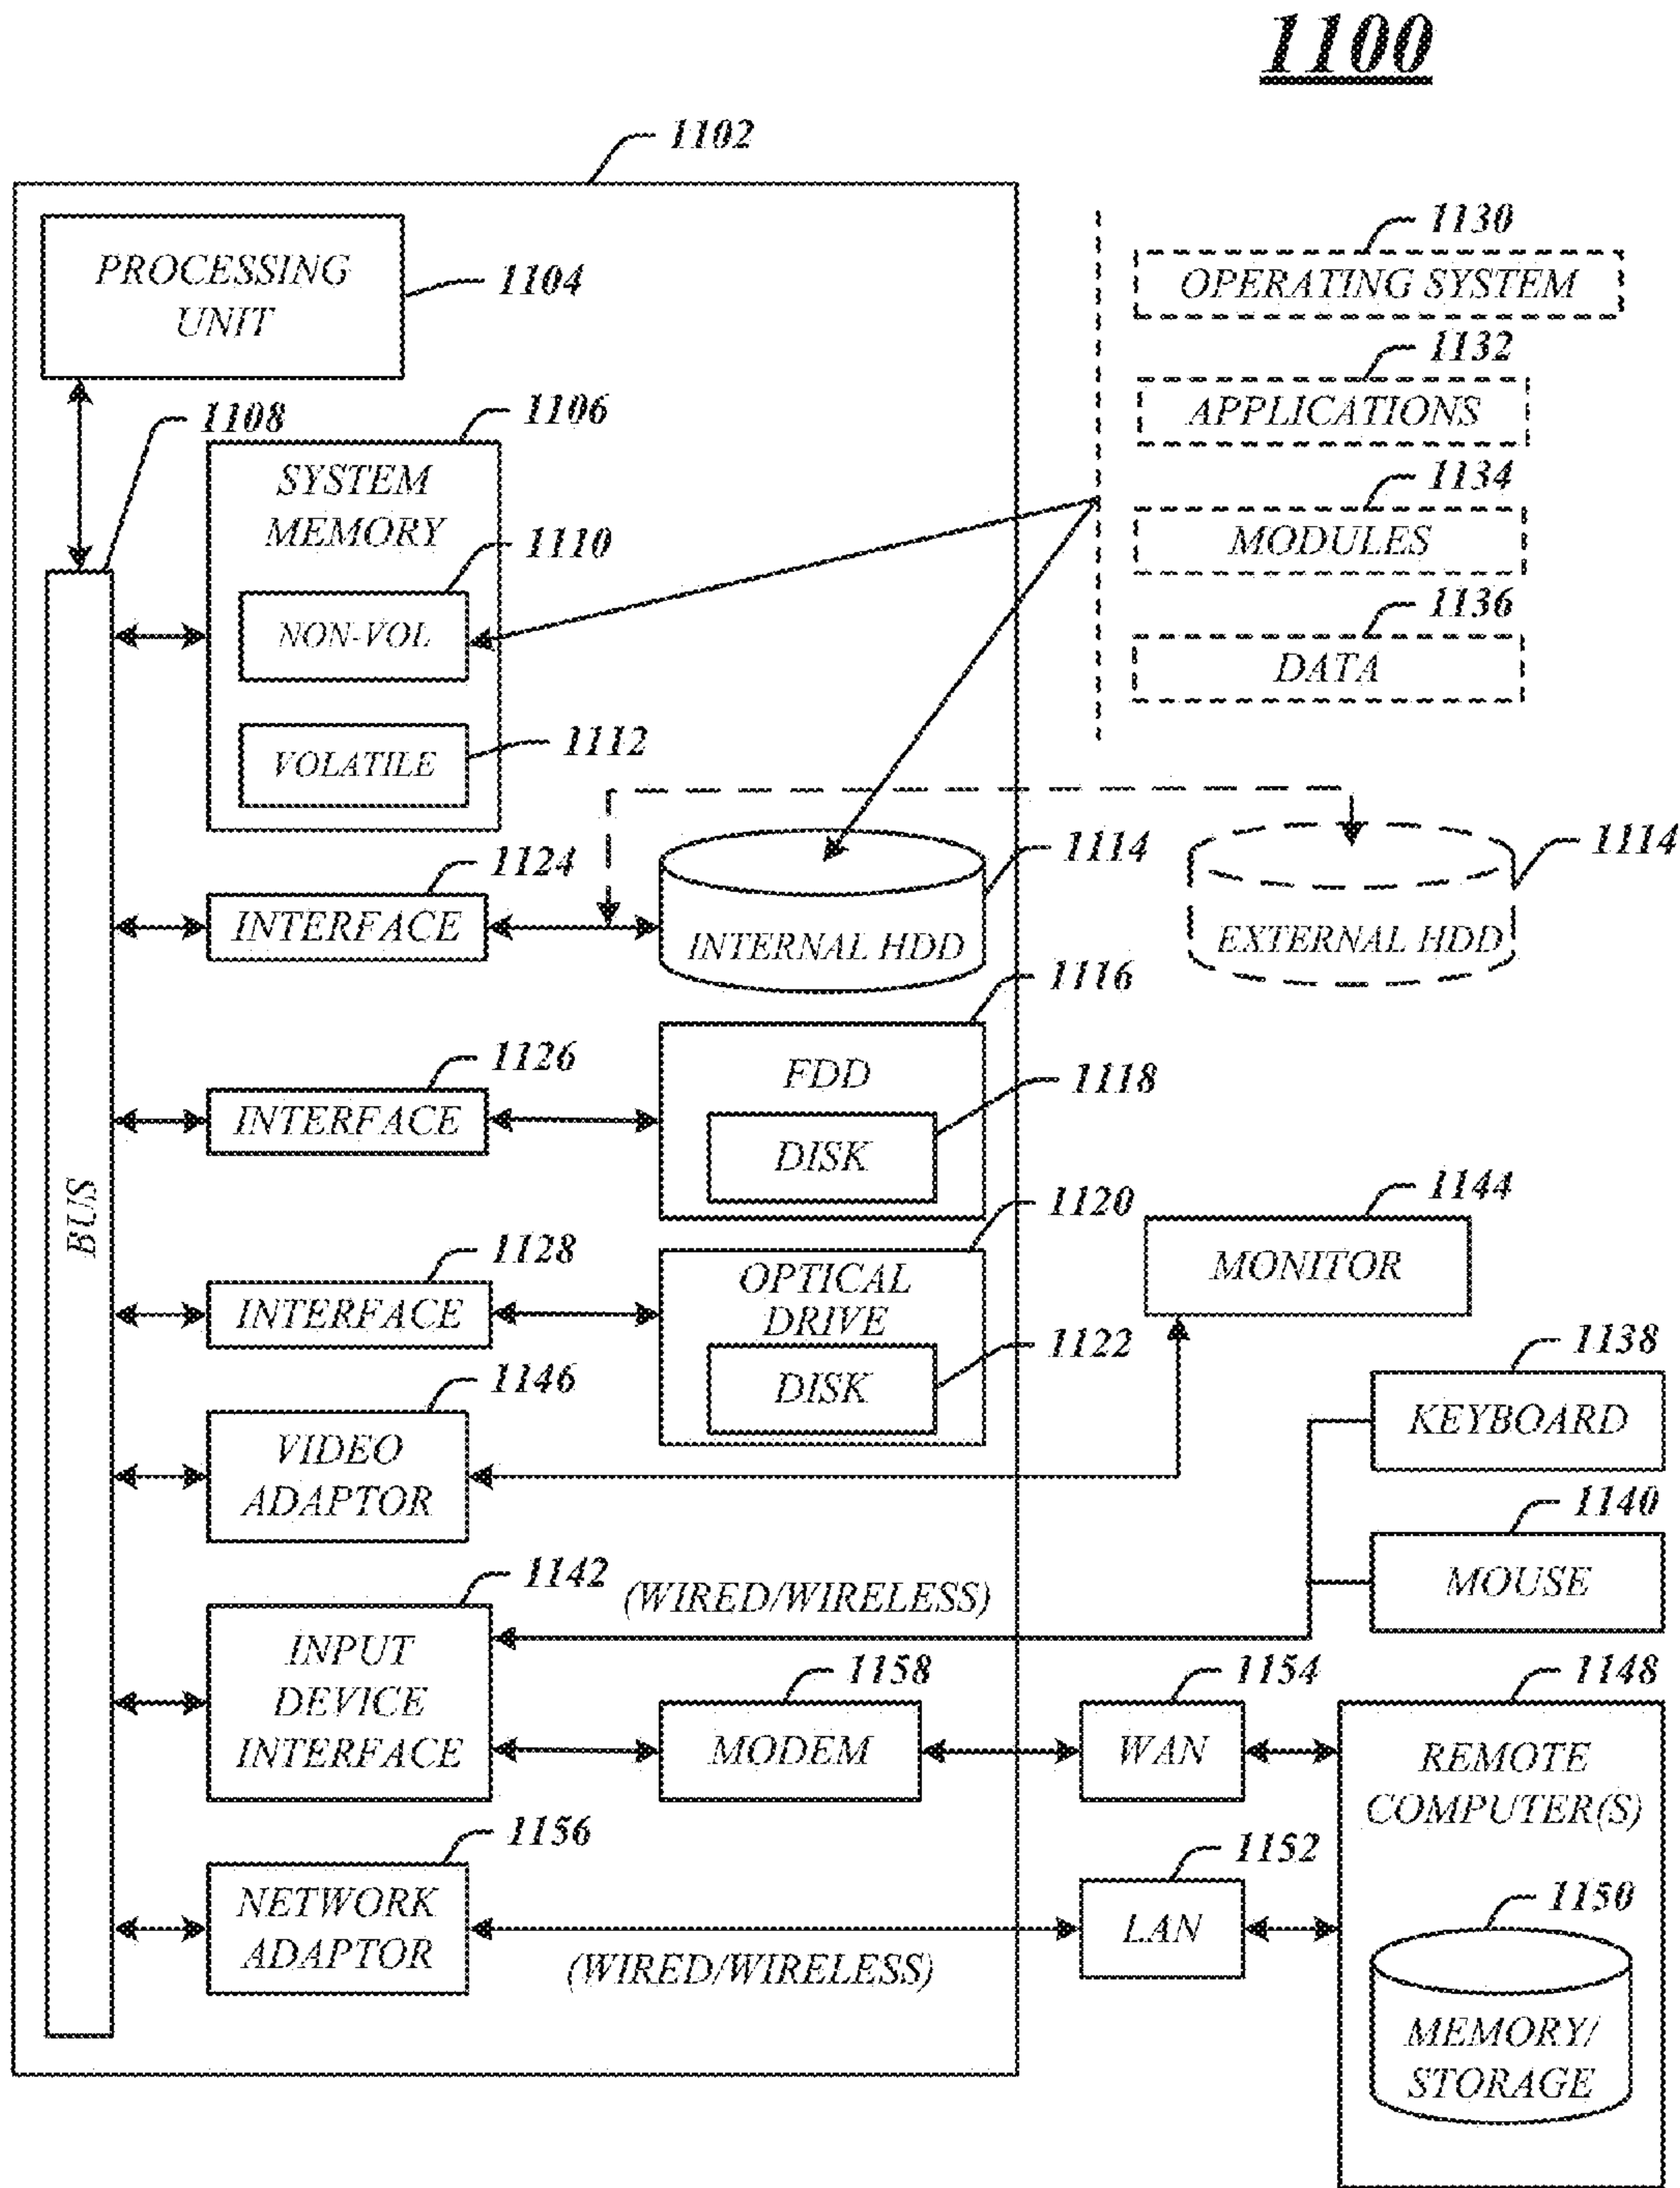 1100
1102
PROCESSING
UNIT
1104
1130
OPERATING SYSTEM
1132
APPLICATIONS
1134
MODULES
1136
DATA
1108
1106
SYSTEM
MEMORY
1110
NON-VOL
1112
VOLATILE
1124
INTERFACE
1114
INTERNAL HDD
1114
EXTERNAL HDD
1116
1126
INTERFACE
FDD
1118
DISK
BUS
1120
1144
MONITOR
1128
INTERFACE
OPTICAL
DRIVE
1122
DISK
1146
VIDEO
ADAPTOR
1138
KEYBOARD
1140
MOUSE
1142
(WIRED/WIRELESS)
INPUT
DEVICE
INTERFACE
1158
MODEM
1154
WAN
1148
REMOTE
COMPUTER(S)
1156
NETWORK
ADAPTOR
(WIRED/WIRELESS)
1152
LAN
1150
MEMORY/
STORAGE